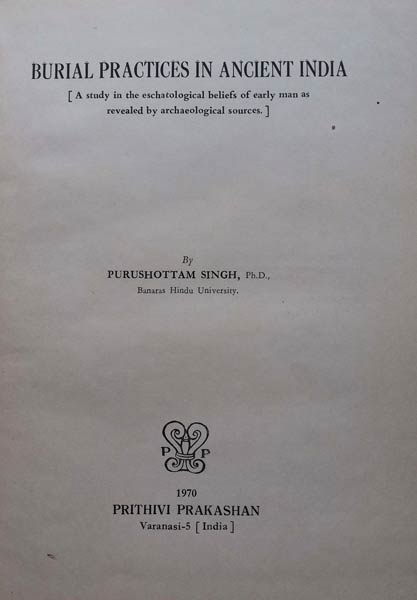 BURIAL PRACTICES IN ANCIENT INDIA
[ A study in the eschatological beliefs of early man as
revealed by archaeological sources. ]
By
PURUSHOTTAM SINGH, Ph.D.,
Banaras Hindu University.
P P
1970
PRITHIVI PRAKASHAN
Varanasi-5 [ India ]